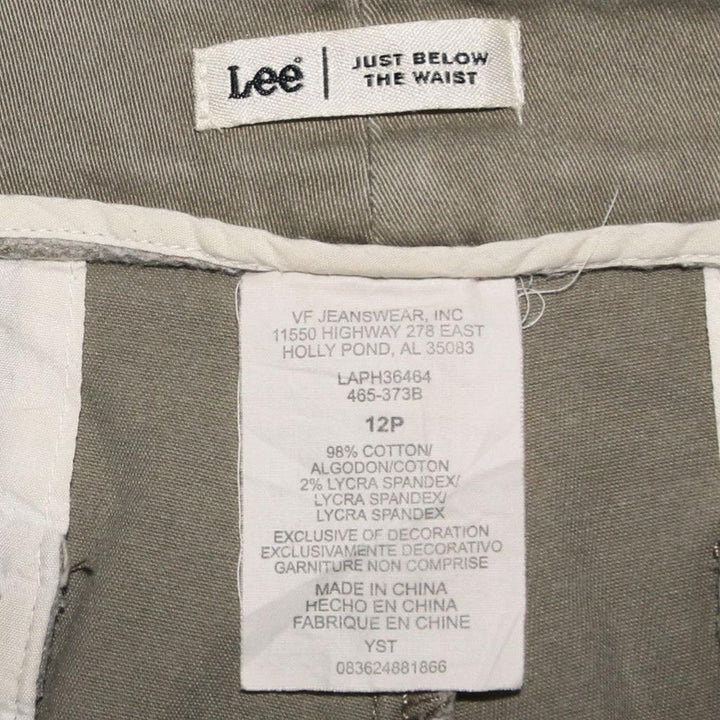 Lee® | JUST BELOW
THE WAIST
VF JEANSWEAR, INC
11550 HIGHWAY 278 EAST
HOLLY POND, AL 35083
LAPH36464
465-373B
12P
98% COTTON/
ALGODON/COTON
2% LYCRA SPANDEX/
LYCRA SPANDEX/
LYCRA SPANDEX
EXCLUSIVE OF DECORATION
EXCLUSIVAMENTE DECORATIVO
GARNITURE NON COMPRISE
MADE IN CHINA
HECHO EN CHINA
FABRIQUE EN CHINE
YST
083624881866